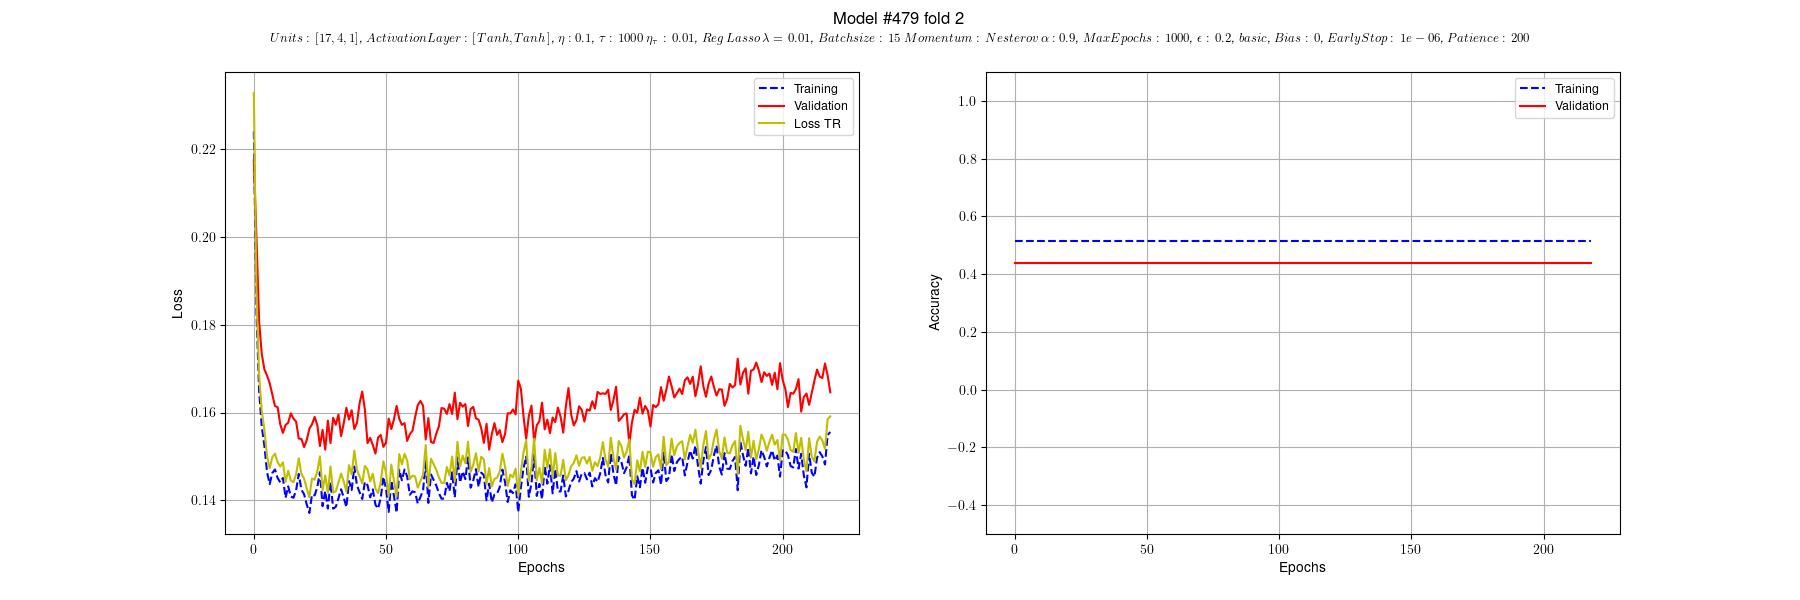 Model #479 fold 2
Units : [17, 4, 1], ActivationLayer : [Tanh, Tanh], η : 0.1, τ : 1000 ητ : 0.01, Reg Lasso λ = 0.01, Batchsize : 15 Momentum : Nesterov α : 0.9, MaxEpochs : 1000, ϵ : 0.2, basic, Bias : 0, EarlyStop : 1e − 06, Patience : 200
Training
Validation
Loss TR
0.22
0.20
0.18
0.16
0.14
Loss
0 50 100 150 200
Epochs
Training
Validation
1.0
0.8
0.6
0.4
0.2
0.0
−0.2
−0.4
Accuracy
0 50 100 150 200
Epochs